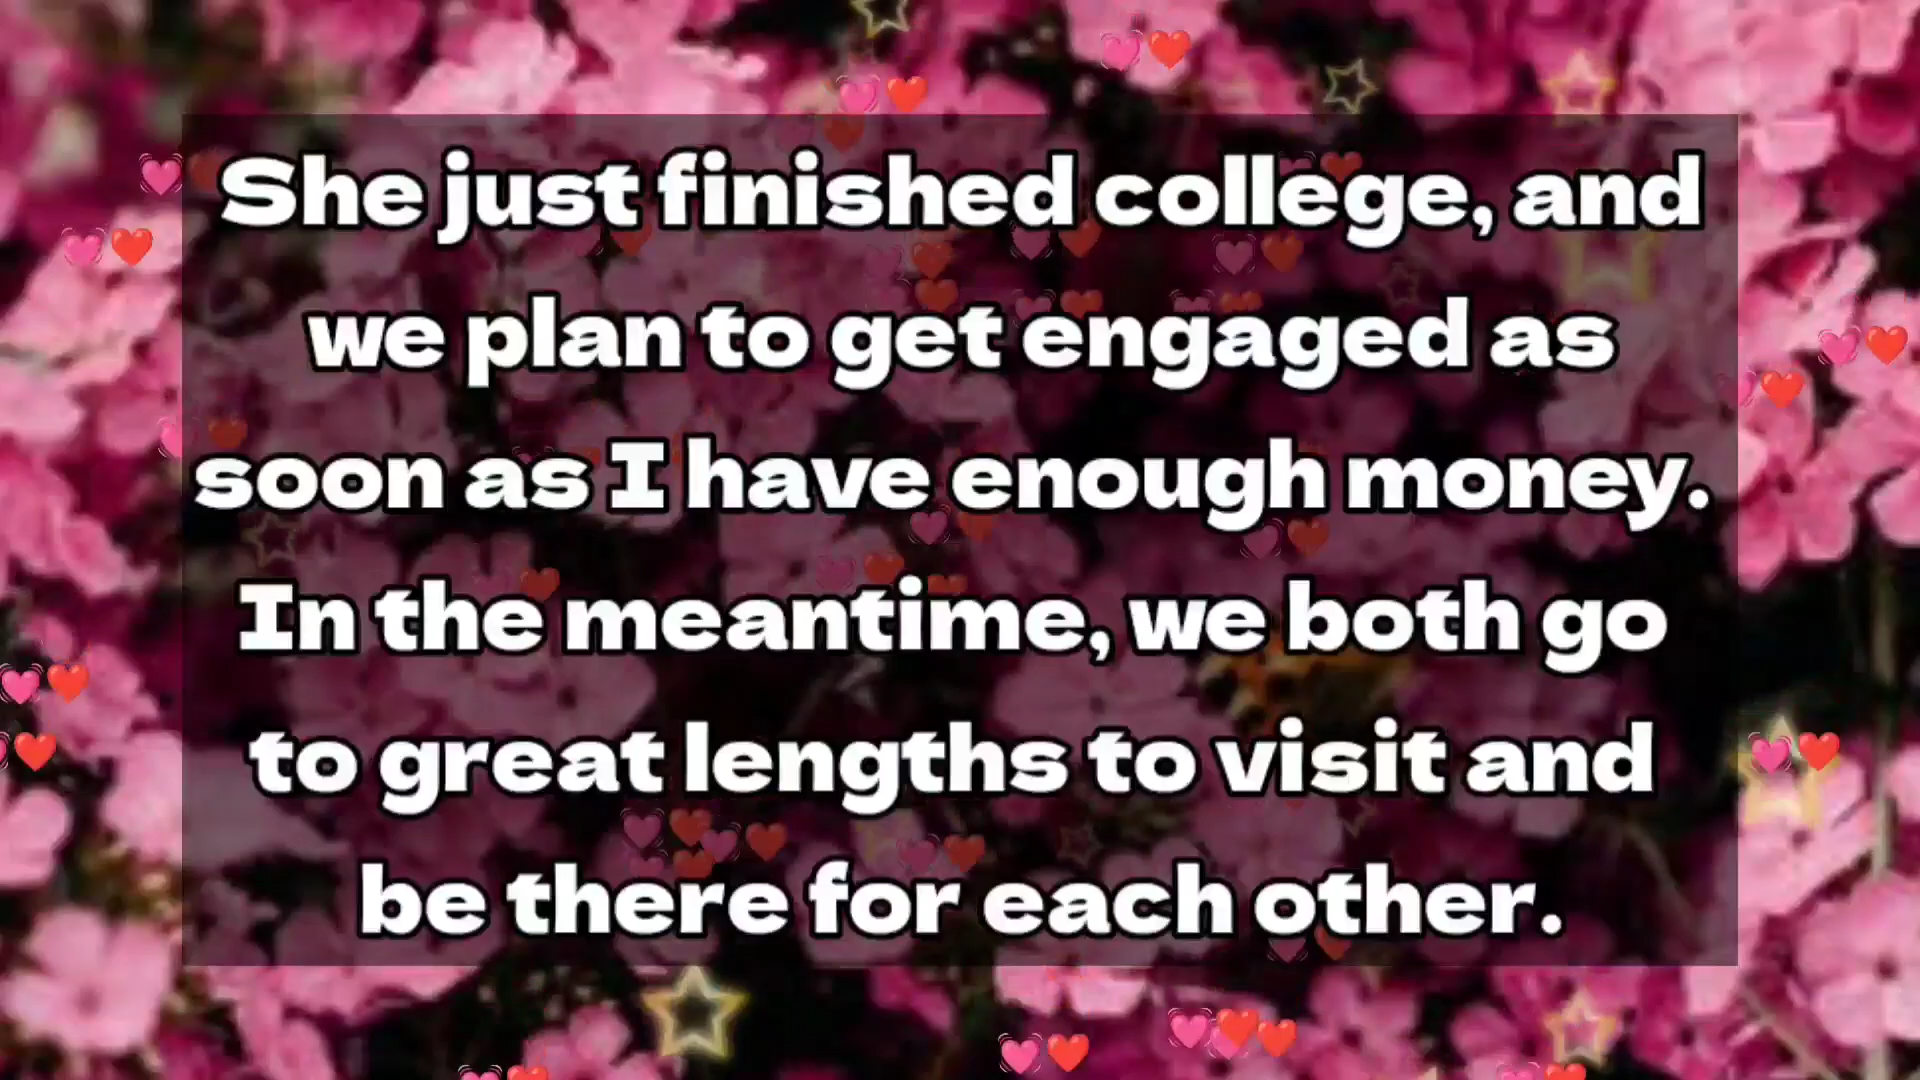 She just finished college, and
we plan to get engaged as
soon as I have enough money.
In the meantime, we both go
to great lengths to visit and
be there for each other.